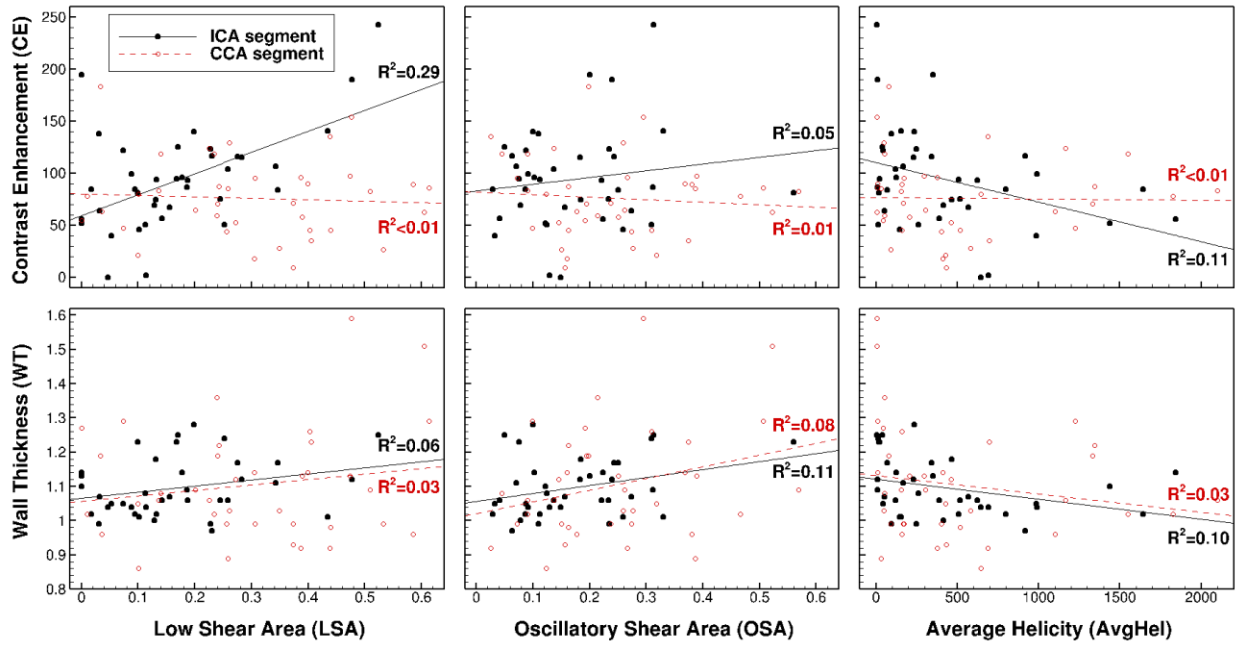 Contrast Enhancement (CE)
250
200
150
100
50
0
ICA segment
CCA segment
R²=0.29
R²<0.01
R²=0.05
R²=0.01
R²<0.01
R²=0.11
Wall Thickness (WT)
1.6
1.5
1.4
1.3
1.2
1.1
1
0.9
0.8
R²=0.06
R²=0.03
R²=0.08
R²=0.11
R²=0.03
R²=0.10
0 0.1 0.2 0.3 0.4 0.5 0.6
0 0.1 0.2 0.3 0.4 0.5 0.6
0 500 1000 1500 2000
Low Shear Area (LSA)
Oscillatory Shear Area (OSA)
Average Helicity (AvgHel)